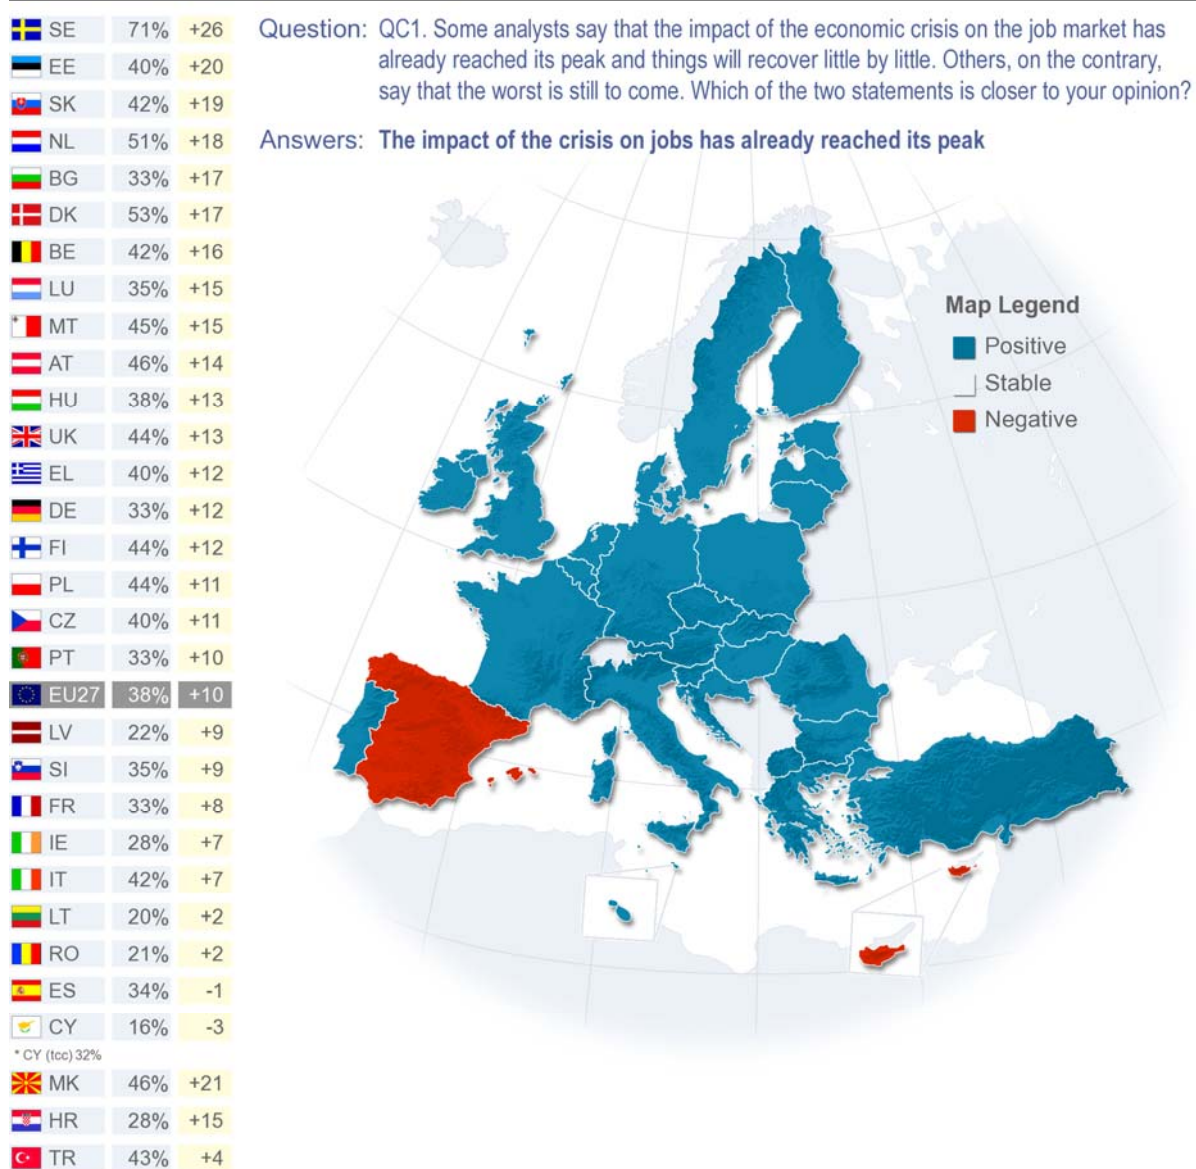 Question: QC1. Some analysts say that the impact of the economic crisis on the job market has
already reached its peak and things will recover little by little. Others, on the contrary,
say that the worst is still to come. Which of the two statements is closer to your opinion?
Answers: The impact of the crisis on jobs has already reached its peak
SE 71% +26
EE 40% +20
SK 42% +19
NL 51% +18
BG 33% +17
DK 53% +17
BE 42% +16
LU 35% +15
MT 45% +15
AT 46% +14
HU 38% +13
UK 44% +13
EL 40% +12
DE 33% +12
FI 44% +12
PL 44% +11
CZ 40% +11
PT 33% +10
EU27 38% +10
LV 22% +9
SI 35% +9
FR 33% +8
IE 28% +7
IT 42% +7
LT 20% +2
RO 21% +2
ES 34% -1
CY 16% -3
* CY (tcc) 32%
MK 46% +21
HR 28% +15
TR 43% +4
Map Legend
Positive
Stable
Negative